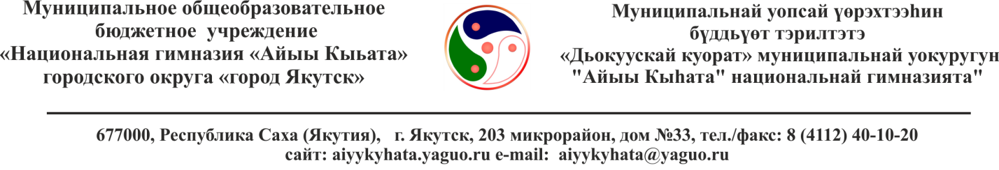 Муниципальное общеобразовательное
бюджетное учреждение
«Национальная гимназия «Айыы Кыьата»
городского округа «город Якутск»
Муниципальнай уопсай үөрэхтээһин
бүддьүөт тэрилтэтэ
«Дьокуускай куорат» муниципальнай уокуругун
"Айыы Кыһата" национальнай гимназията"
677000, Республика Саха (Якутия), г. Якутск, 203 микрорайон, дом №33, тел./факс: 8 (4112) 40-10-20
сайт: aiyykyhata.yaguo.ru e-mail: aiyykyhata@yaguo.ru